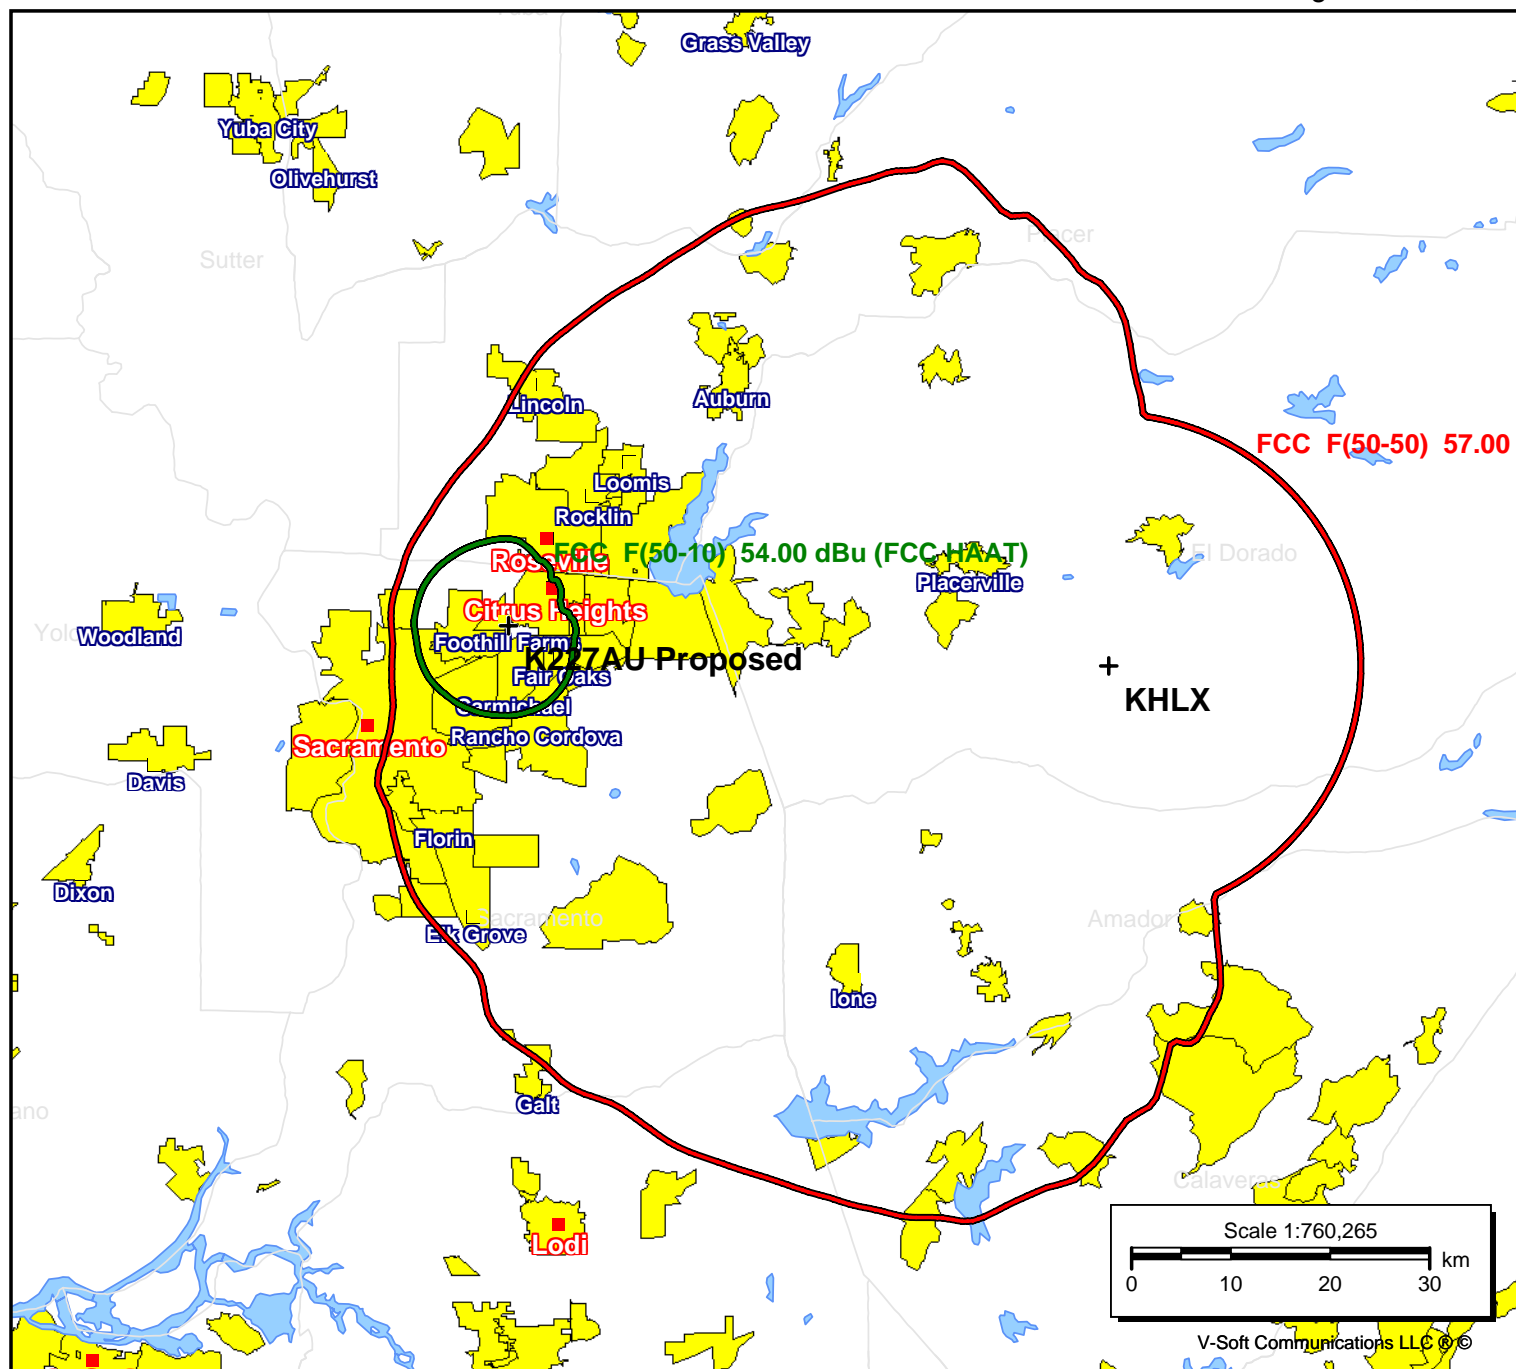 Grass Valley
Yuba City
Olivehurst
Sutter
Placer
Lincoln
Auburn
FCC F(50-50) 57.00
Loomis
Rocklin
Roseville
FCC F(50-10) 54.00 dBu (FCC HAAT)
El Dorado
Placerville
Citrus Heights
Yolo
Woodland
Foothill Farms
K227AU Proposed
Fair Oaks
KHLX
Carmichael
Rancho Cordova
Sacramento
Davis
Florin
Dixon
Sacramento
Amador
Elk Grove
Ione
Galt
ano
Calaveras
Lodi
Scale 1:760,265
km
0 10 20 30
V-Soft Communications LLC ® ©